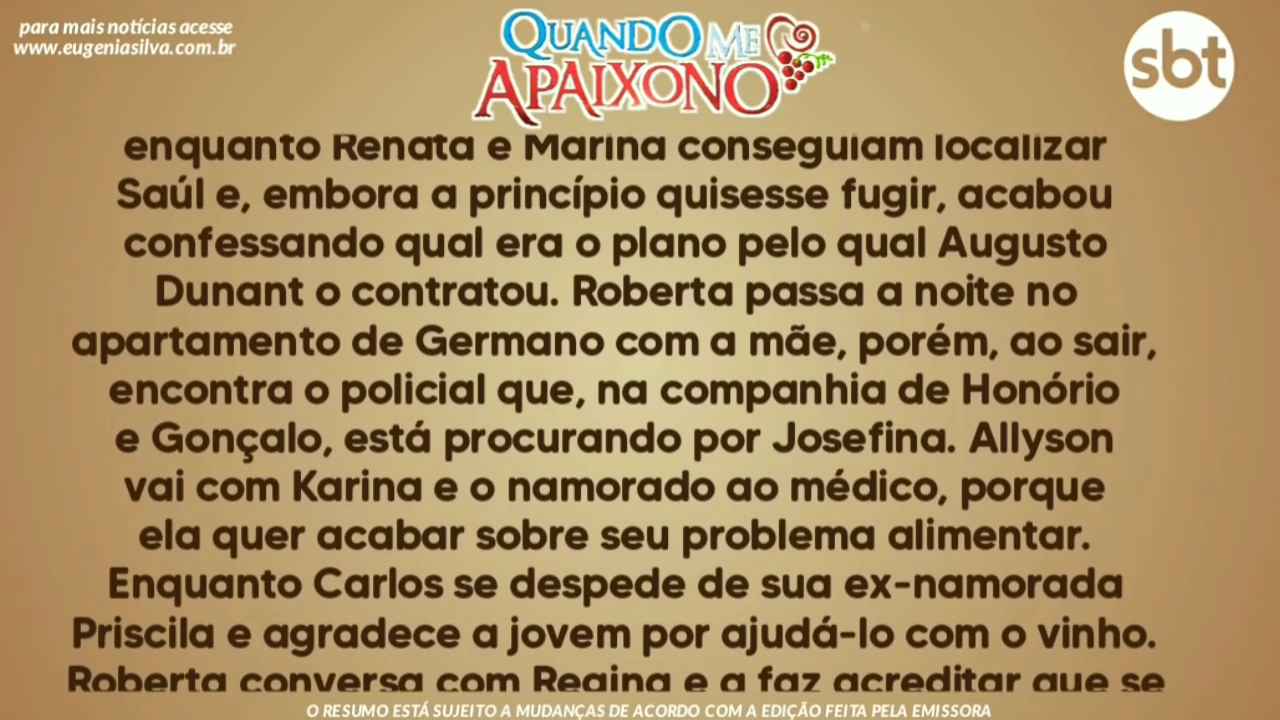 para mais notícias acesse
www.eugeniasilva.com.br
QUANDO ME
APAIXONO
sbt
enquanto Renata e Marina conseguiam localizar
Saúl e, embora a princípio quisesse fugir, acabou
confessando qual era o plano pelo qual Augusto
Dunant o contratou. Roberta passa a noite no
apartamento de Germano com a mãe, porém, ao sair,
encontra o policial que, na companhia de Honório
e Gonçalo, está procurando por Josefina. Allyson
vai com Karina e o namorado ao médico, porque
ela quer acabar sobre seu problema alimentar.
Enquanto Carlos se despede de sua ex-namorada
Priscila e agradece a jovem por ajudá-lo com o vinho.
Roberta conversa com Regina e a faz acreditar que se
O RESUMO ESTÁ SUJEITO A MUDANÇAS DE ACORDO COM A EDIÇÃO FEITA PELA EMISSORA